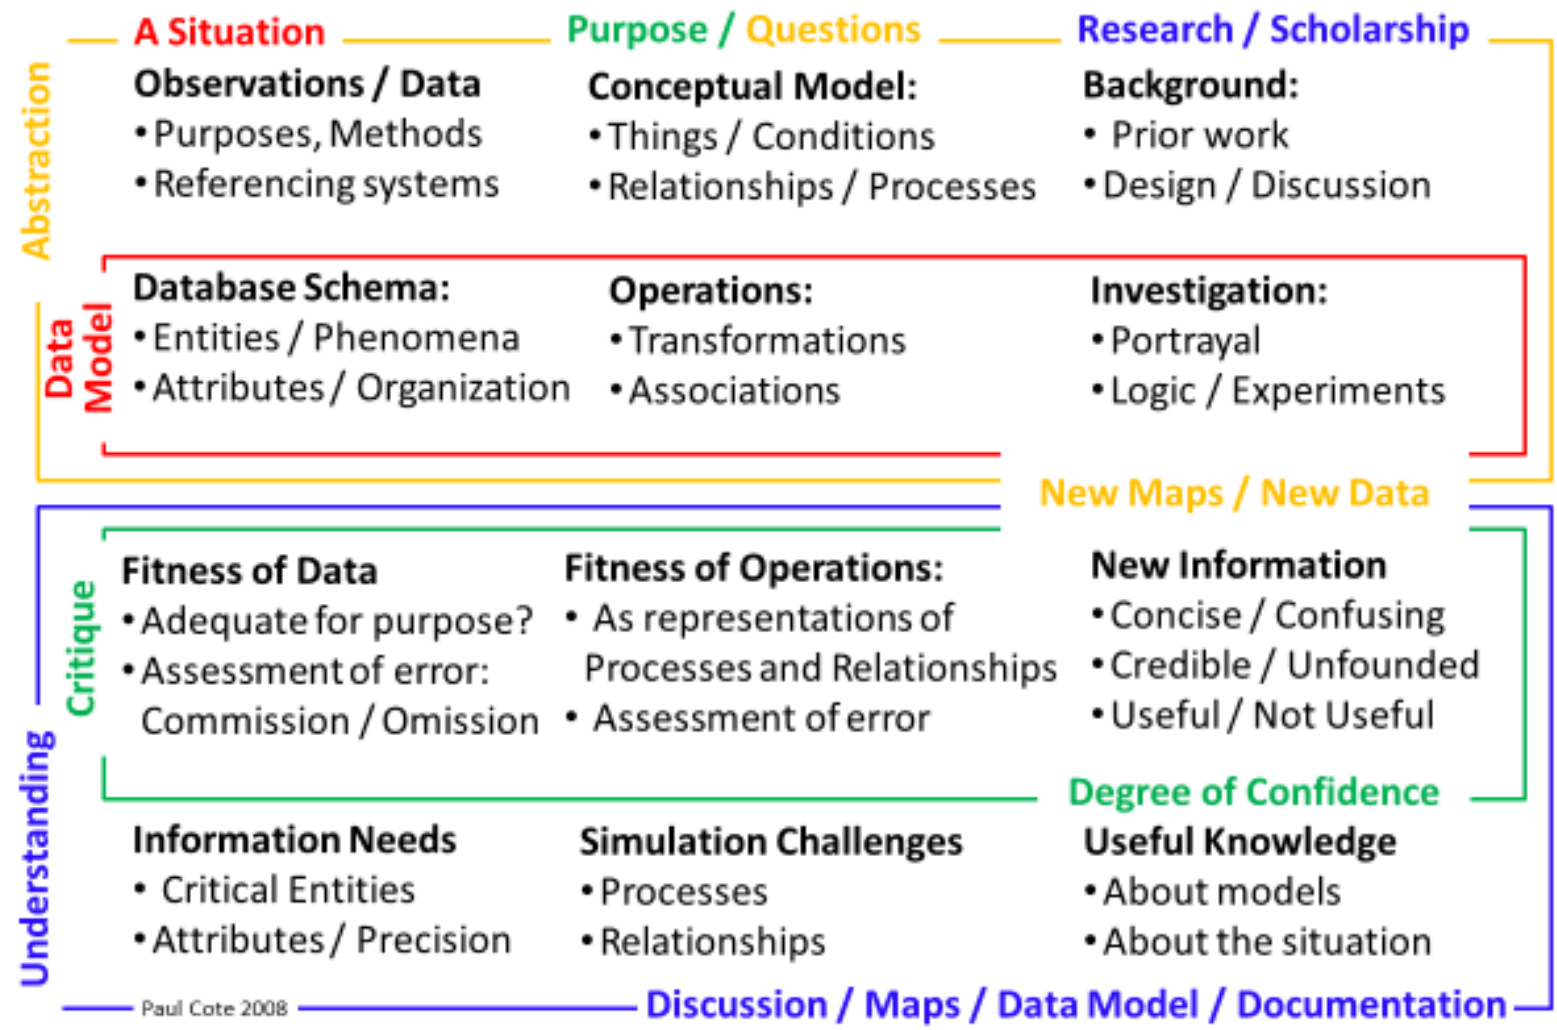 A Situation
Purpose / Questions
Research / Scholarship
Abstraction
Observations / Data
• Purposes, Methods
• Referencing systems
Conceptual Model:
• Things / Conditions
• Relationships / Processes
Background:
• Prior work
• Design / Discussion
Data
Model
Database Schema:
• Entities / Phenomena
• Attributes / Organization
Operations:
• Transformations
• Associations
Investigation:
• Portrayal
• Logic / Experiments
New Maps / New Data
Understanding
Critique
Fitness of Data
• Adequate for purpose?
• Assessment of error:
Commission / Omission
Fitness of Operations:
• As representations of
Processes and Relationships
• Assessment of error
New Information
• Concise / Confusing
• Credible / Unfounded
• Useful / Not Useful
Degree of Confidence
Information Needs
• Critical Entities
• Attributes / Precision
Simulation Challenges
• Processes
• Relationships
Useful Knowledge
• About models
• About the situation
Paul Cote 2008
Discussion / Maps / Data Model / Documentation